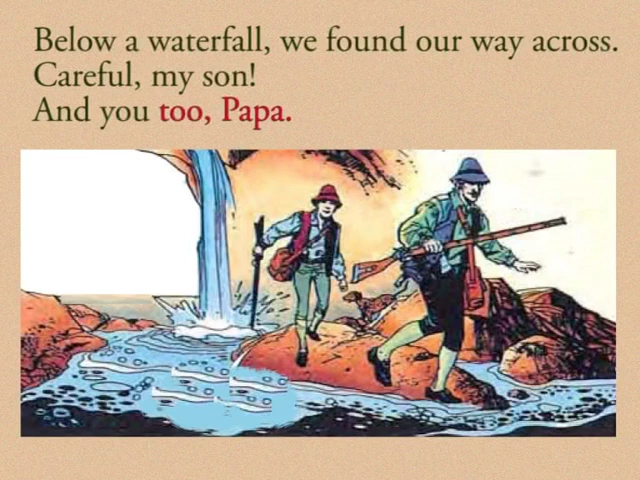 Below a waterfall, we found our way across.
Careful, my son!
And you too, Papa.